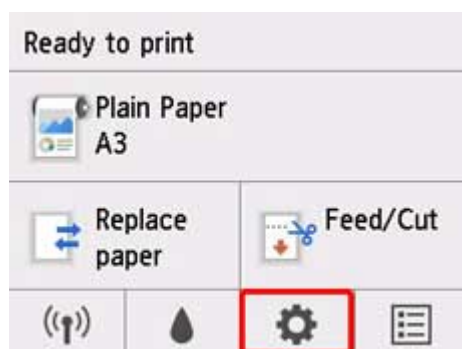 Ready to print
Plain Paper
A3
Replace
paper
Feed/Cut